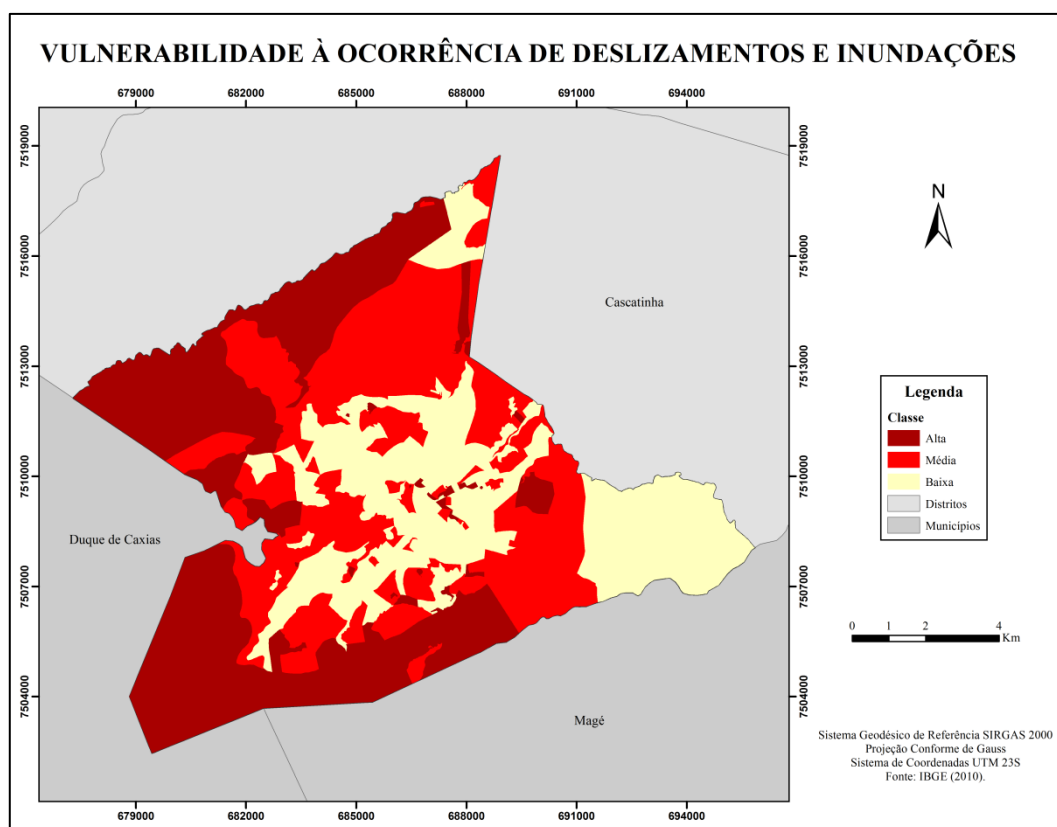 VULNERABILIDADE À OCORRÊNCIA DE DESLIZAMENTOS E INUNDAÇÕES
679000 682000 685000 688000 691000 694000
7519000
7516000
7513000
7510000
7507000
7504000
7519000
7516000
7513000
7510000
7507000
7504000
Cascatinha
Duque de Caxias
Magé
679000 682000 685000 688000 691000 694000
N
Legenda
Classe
Alta
Média
Baixa
Distritos
Municípios
0 1 2 4
Km
Sistema Geodésico de Referência SIRGAS 2000
Projeção Conforme de Gauss
Sistema de Coordenadas UTM 23S
Fonte: IBGE (2010).